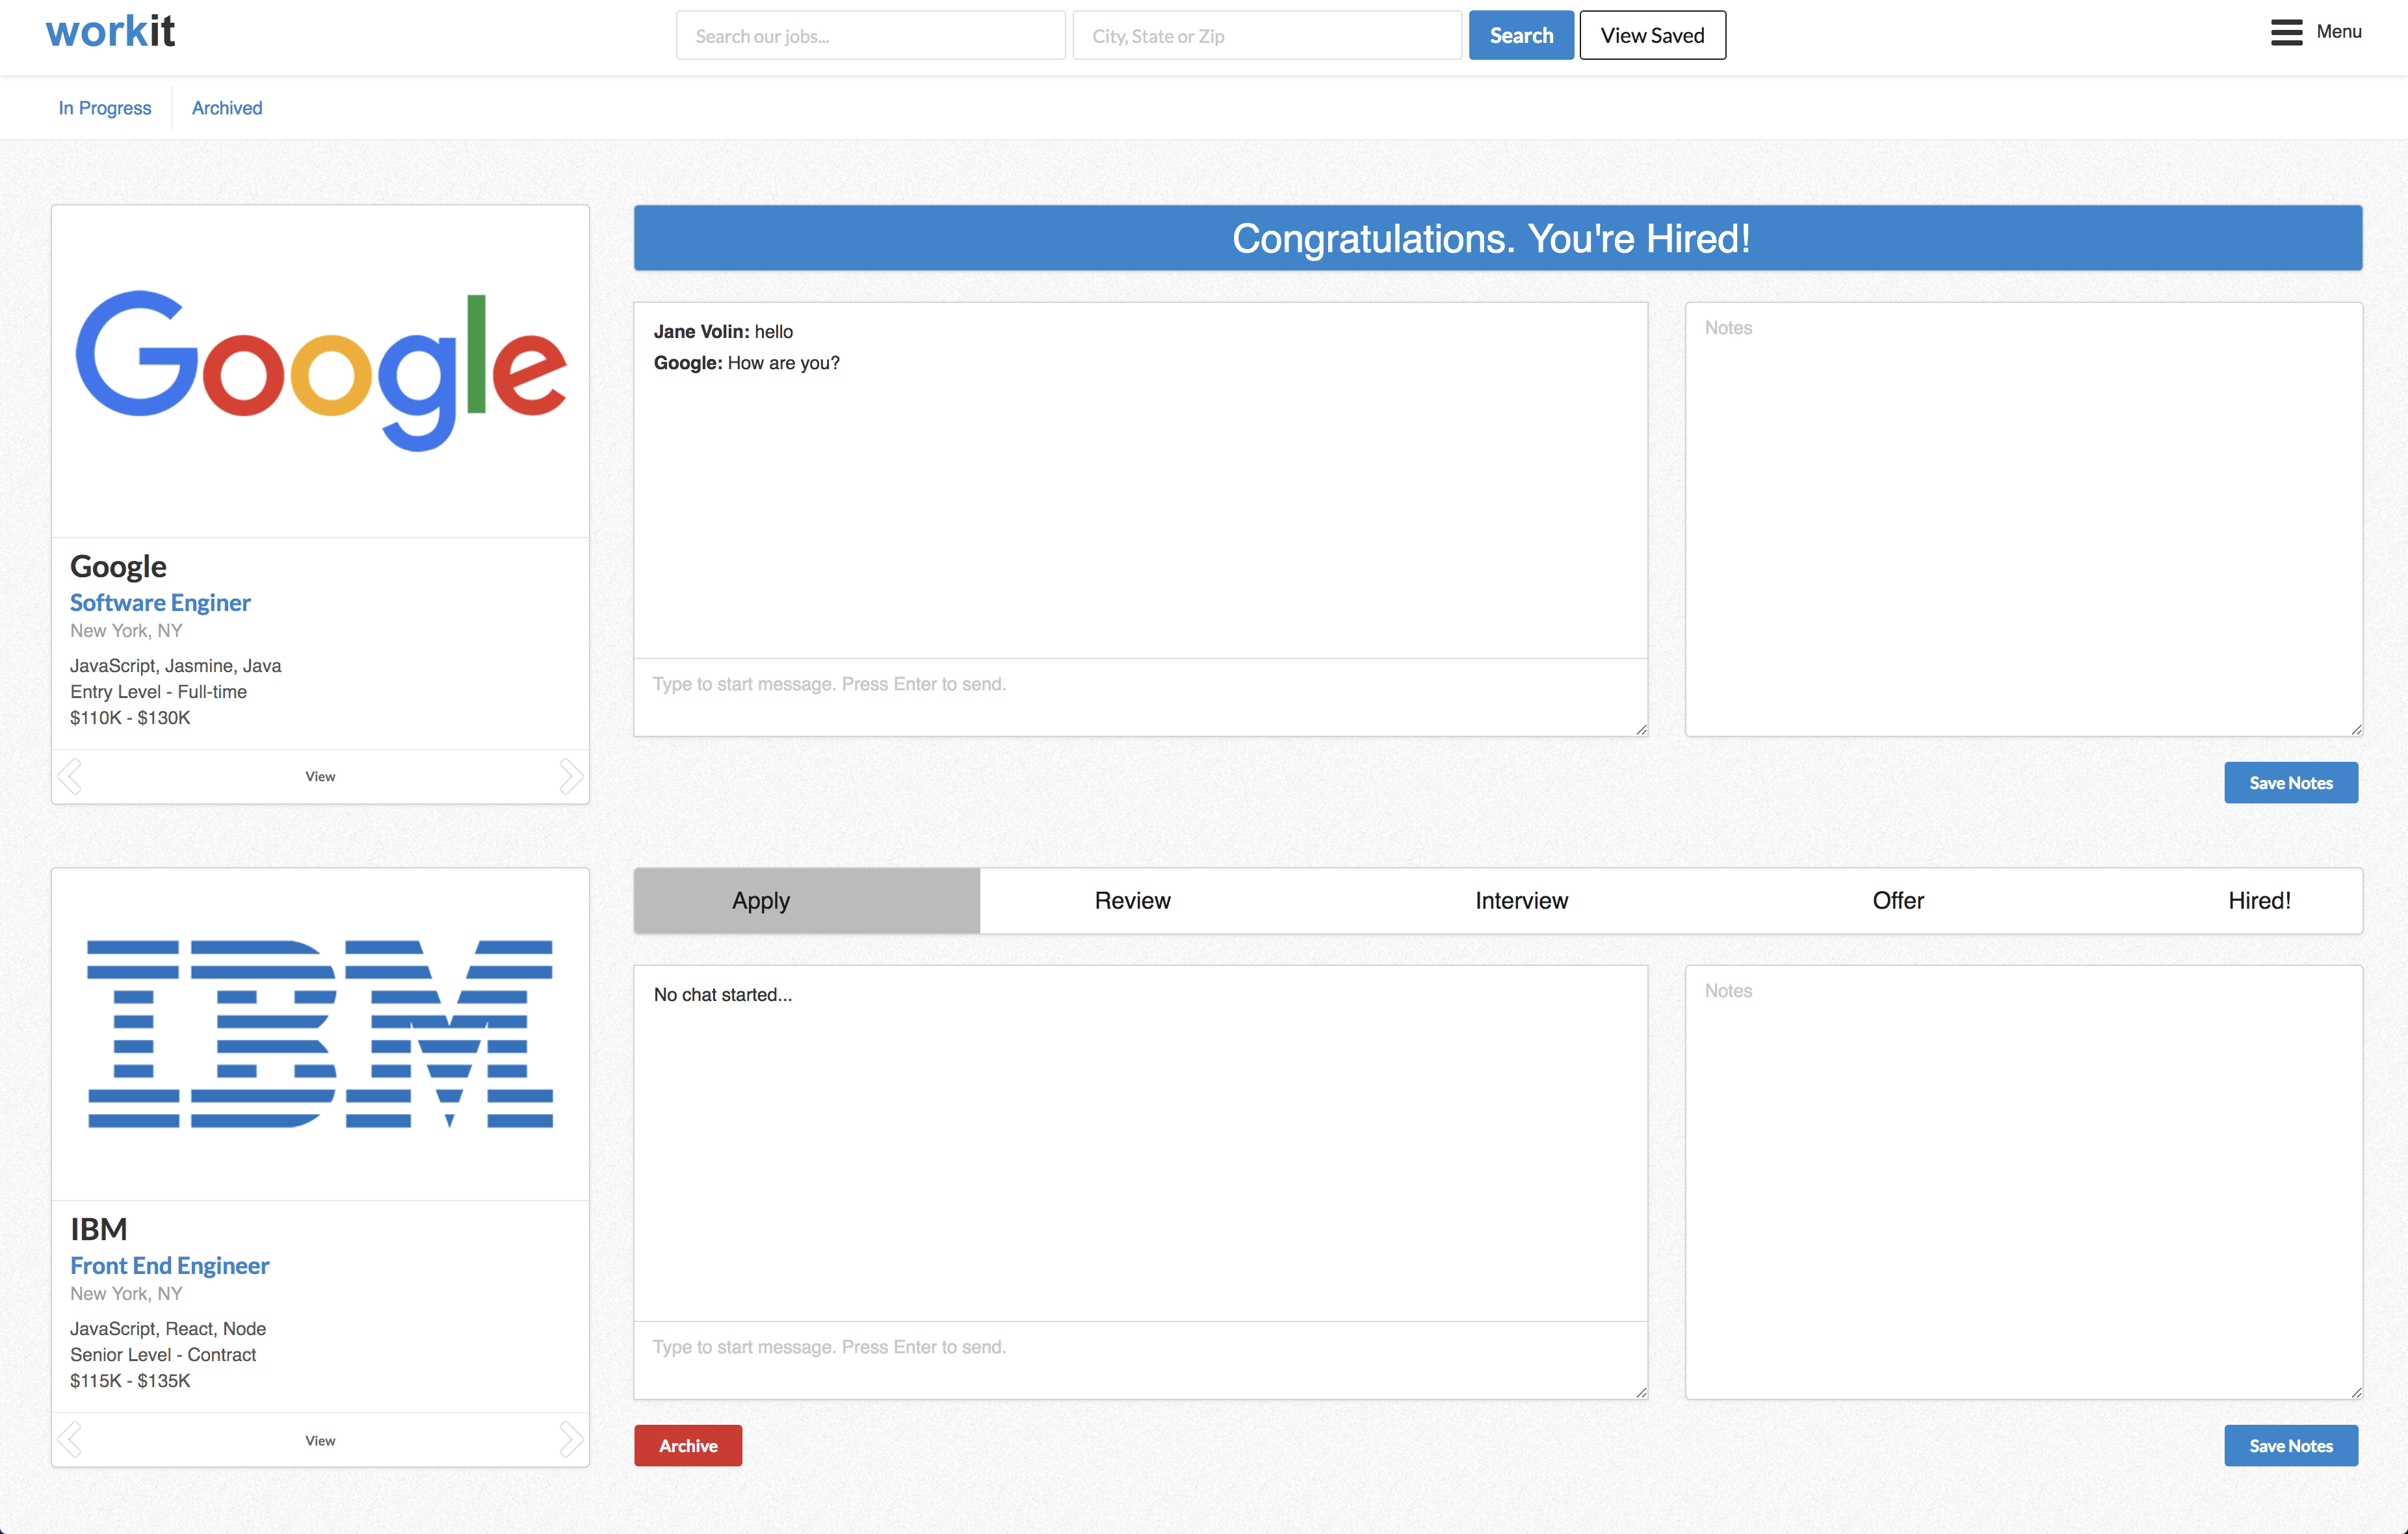 workit
Search our jobs...
City, State or Zip
Search
View Saved
Menu
In Progress
Archived
Google
Google
Software Enginer
New York, NY
JavaScript, Jasmine, Java
Entry Level - Full-time
$110K - $130K
View
Congratulations. You're Hired!
Jane Volin: hello
Google: How are you?
Type to start message. Press Enter to send.
Notes
Save Notes
IBM
IBM
Front End Engineer
New York, NY
JavaScript, React, Node
Senior Level - Contract
$115K - $135K
View
Apply
Review
Interview
Offer
Hired!
No chat started...
Type to start message. Press Enter to send.
Notes
Archive
Save Notes